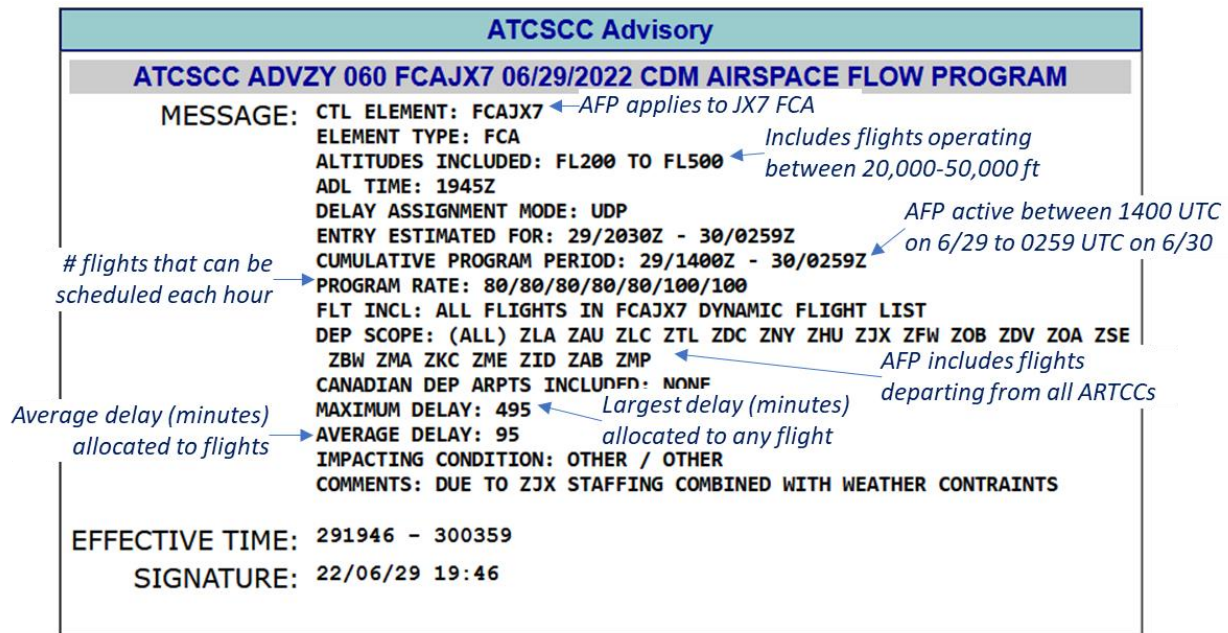 ATCSCC Advisory
ATCSCC ADVZY 060 FCAJX7 06/29/2022 CDM AIRSPACE FLOW PROGRAM
MESSAGE:
CTL ELEMENT: FCAJX7
AFP applies to JX7 FCA
ELEMENT TYPE: FCA
ALTITUDES INCLUDED: FL200 TO FL500
Includes flights operating
between 20,000-50,000 ft
ADL TIME: 1945Z
DELAY ASSIGNMENT MODE: UDP
ENTRY ESTIMATED FOR: 29/2030Z - 30/0259Z
CUMULATIVE PROGRAM PERIOD: 29/1400Z - 30/0259Z
AFP active between 1400 UTC
on 6/29 to 0259 UTC on 6/30
# flights that can be
scheduled each hour
PROGRAM RATE: 80/80/80/80/80/100/100
FLT INCL: ALL FLIGHTS IN FCAJX7 DYNAMIC FLIGHT LIST
DEP SCOPE: (ALL) ZLA ZAU ZLC ZTL ZDC ZNY ZHU ZJX ZFW ZOB ZDV ZOA ZSE
ZBW ZMA ZKC ZME ZID ZAB ZMP
AFP includes flights
departing from all ARTCCs
CANADIAN DEP ARPTS INCLUDED: NONE
MAXIMUM DELAY: 495
Largest delay (minutes)
allocated to any flight
Average delay (minutes)
allocated to flights
AVERAGE DELAY: 95
IMPACTING CONDITION: OTHER / OTHER
COMMENTS: DUE TO ZJX STAFFING COMBINED WITH WEATHER CONTRAINTS
EFFECTIVE TIME: 291946 - 300359
SIGNATURE: 22/06/29 19:46